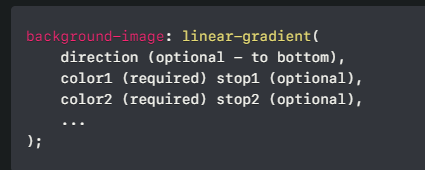 background-image: linear-gradient(
direction (optional - to bottom),
color1 (required) stop1 (optional),
color2 (required) stop2 (optional),
...
);